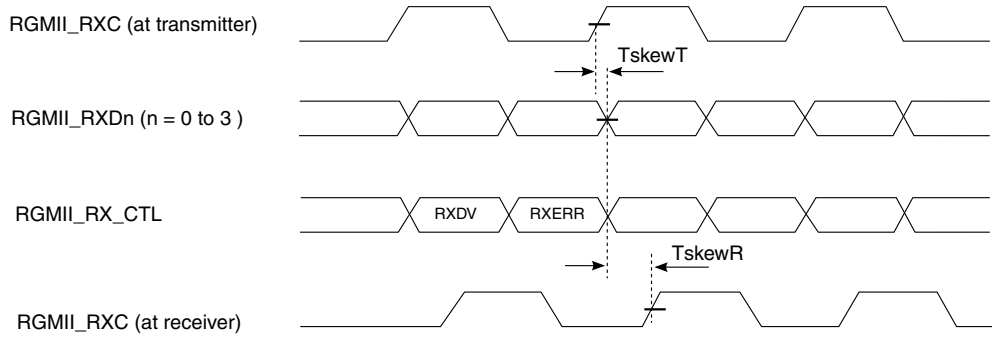 RGMII_RXC (at transmitter)
TskewT
RGMII_RXDn (n = 0 to 3 )
RGMII_RX_CTL
RXDV
RXERR
TskewR
RGMII_RXC (at receiver)